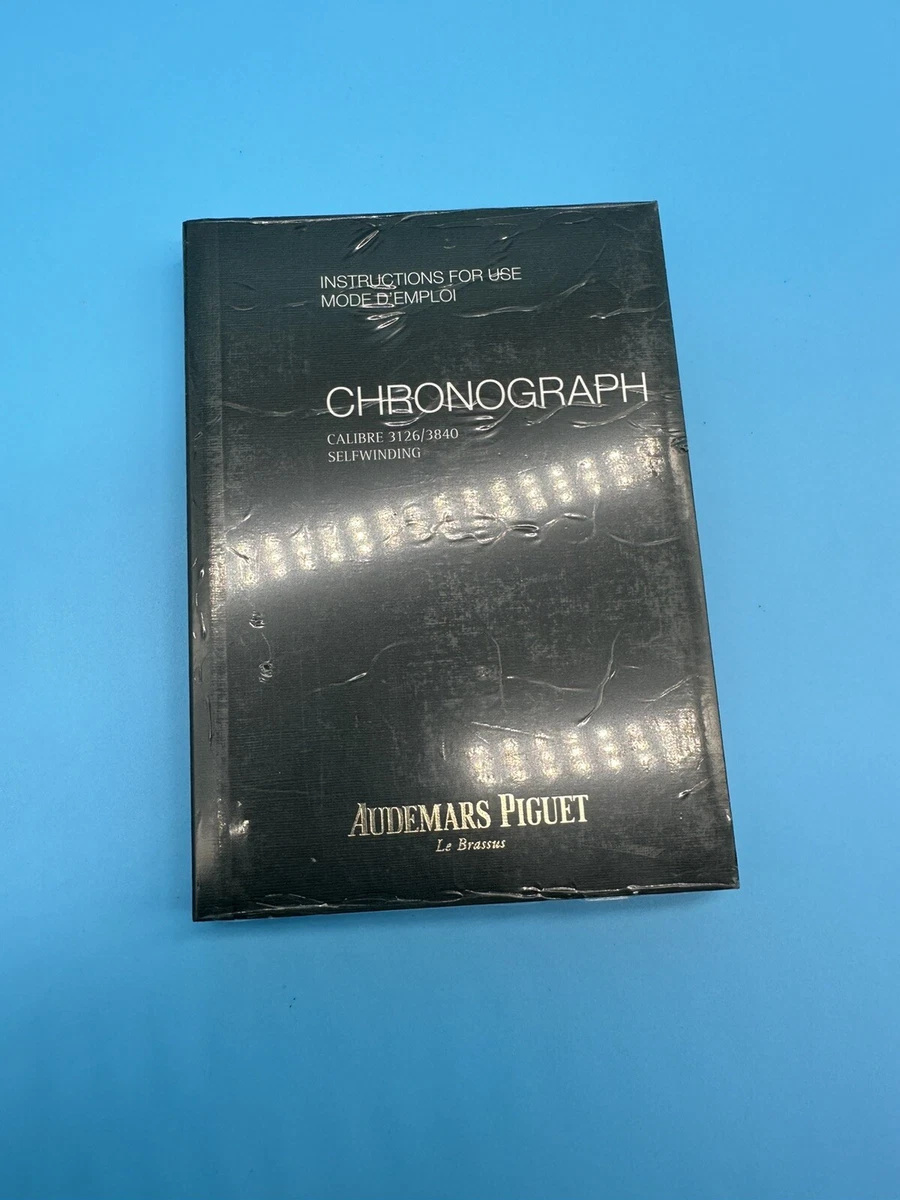 INSTRUCTIONS FOR USE
MODE D'EMPLOI
CHRONOGRAPH
CALIBRE 3126/3840
SELFWINDING
AUDEMARS PIGUET
Le Brassus